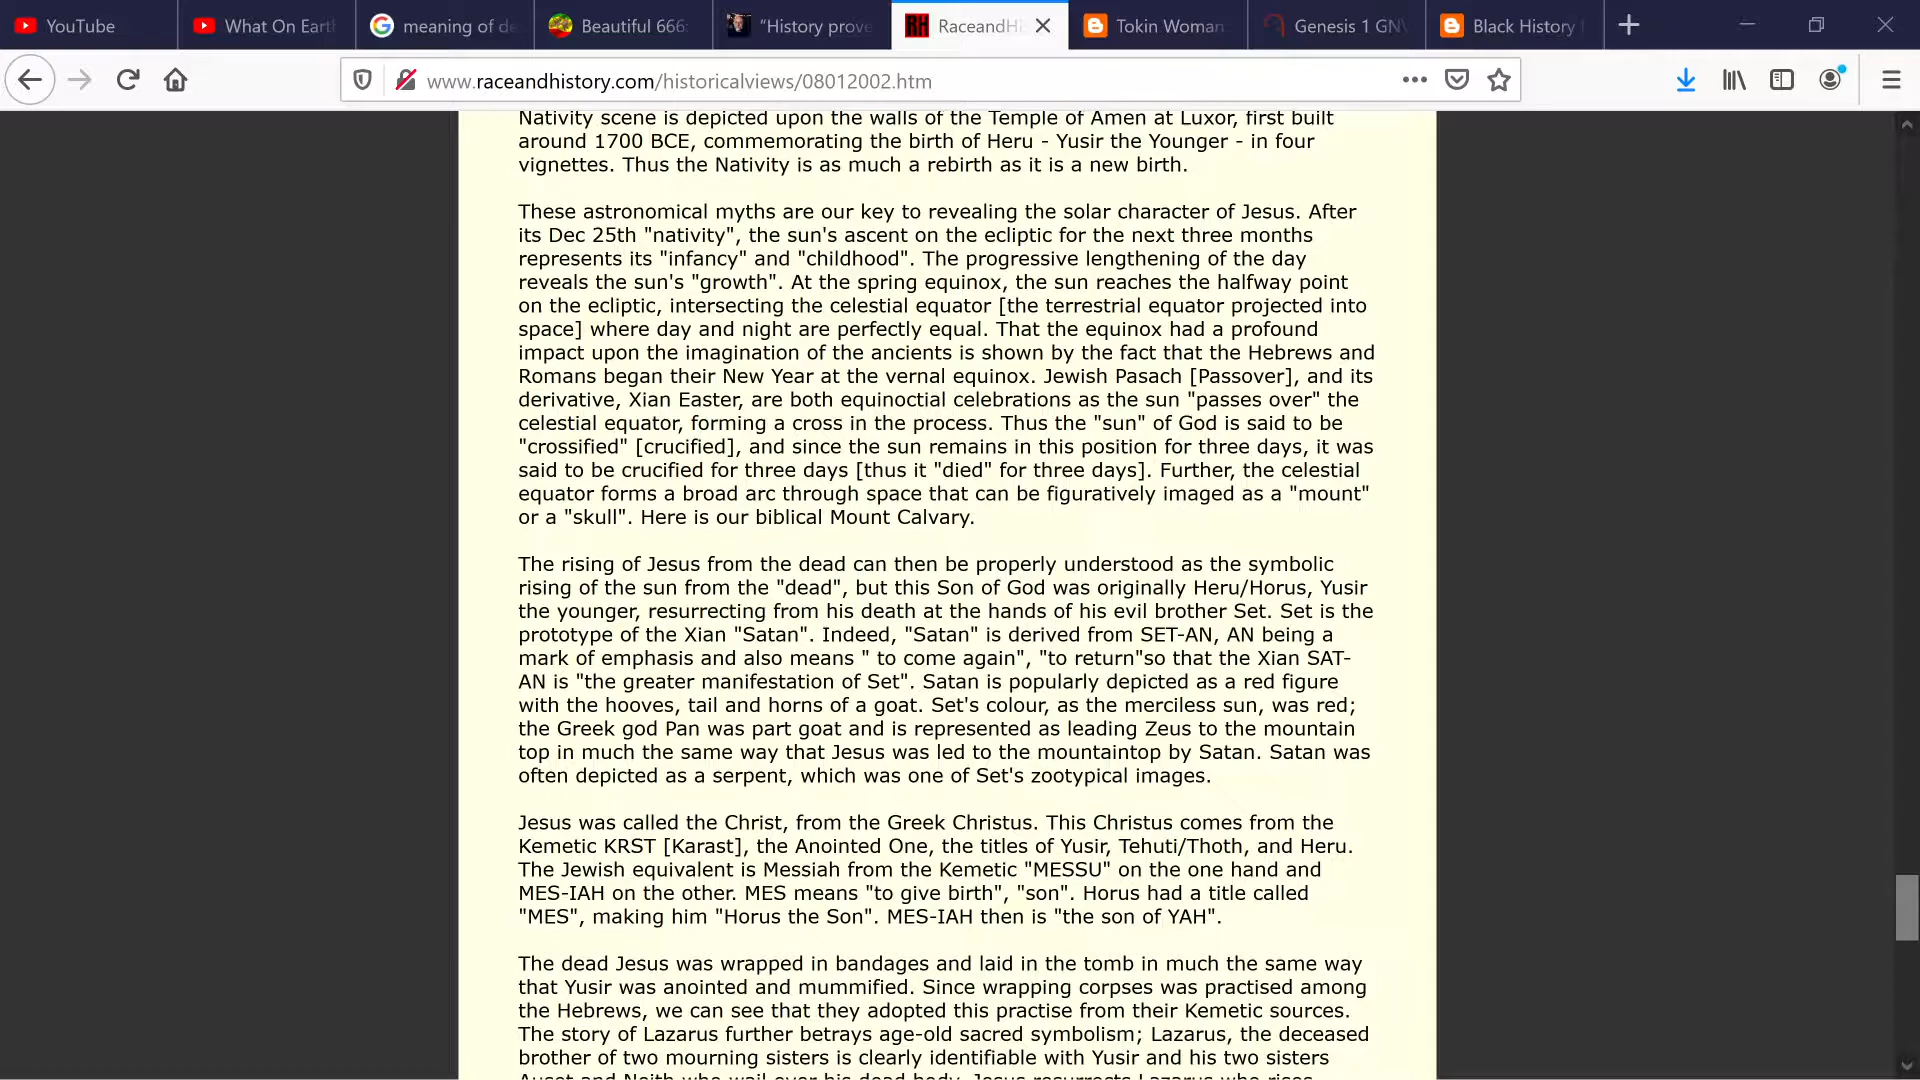 YouTube
What On Eart
meaning of de
Beautiful 666
"History prove
RaceandHi
Tokin Woman
Genesis 1 GNV
Black History
www.raceandhistory.com/historicalviews/08012002.htm
Nativity scene is depicted upon the walls of the Temple of Amen at Luxor, first built
around 1700 BCE, commemorating the birth of Heru - Yusir the Younger - in four
vignettes. Thus the Nativity is as much a rebirth as it is a new birth.
These astronomical myths are our key to revealing the solar character of Jesus. After
its Dec 25th "nativity", the sun's ascent on the ecliptic for the next three months
represents its "infancy" and "childhood". The progressive lengthening of the day
reveals the sun's "growth". At the spring equinox, the sun reaches the halfway point
on the ecliptic, intersecting the celestial equator [the terrestrial equator projected into
space] where day and night are perfectly equal. That the equinox had a profound
impact upon the imagination of the ancients is shown by the fact that the Hebrews and
Romans began their New Year at the vernal equinox. Jewish Pasach [Passover], and its
derivative, Xian Easter, are both equinoctial celebrations as the sun "passes over" the
celestial equator, forming a cross in the process. Thus the "sun" of God is said to be
"crossified" [crucified], and since the sun remains in this position for three days, it was
said to be crucified for three days [thus it "died" for three days]. Further, the celestial
equator forms a broad arc through space that can be figuratively imaged as a "mount"
or a "skull". Here is our biblical Mount Calvary.
The rising of Jesus from the dead can then be properly understood as the symbolic
rising of the sun from the "dead", but this Son of God was originally Heru/Horus, Yusir
the younger, resurrecting from his death at the hands of his evil brother Set. Set is the
prototype of the Xian "Satan". Indeed, "Satan" is derived from SET-AN, AN being a
mark of emphasis and also means " to come again", "to return"so that the Xian SAT-
AN is "the greater manifestation of Set". Satan is popularly depicted as a red figure
with the hooves, tail and horns of a goat. Set's colour, as the merciless sun, was red;
the Greek god Pan was part goat and is represented as leading Zeus to the mountain
top in much the same way that Jesus was led to the mountaintop by Satan. Satan was
often depicted as a serpent, which was one of Set's zootypical images.
Jesus was called the Christ, from the Greek Christus. This Christus comes from the
Kemetic KRST [Karast], the Anointed One, the titles of Yusir, Tehuti/Thoth, and Heru.
The Jewish equivalent is Messiah from the Kemetic "MESSU" on the one hand and
MES-IAH on the other. MES means "to give birth", "son". Horus had a title called
"MES", making him "Horus the Son". MES-IAH then is "the son of YAH".
The dead Jesus was wrapped in bandages and laid in the tomb in much the same way
that Yusir was anointed and mummified. Since wrapping corpses was practised among
the Hebrews, we can see that they adopted this practise from their Kemetic sources.
The story of Lazarus further betrays age-old sacred symbolism; Lazarus, the deceased
brother of two mourning sisters is clearly identifiable with Yusir and his two sisters
Auset and Neith who wail over his dead body. Jesus resurrects Lazarus who rises